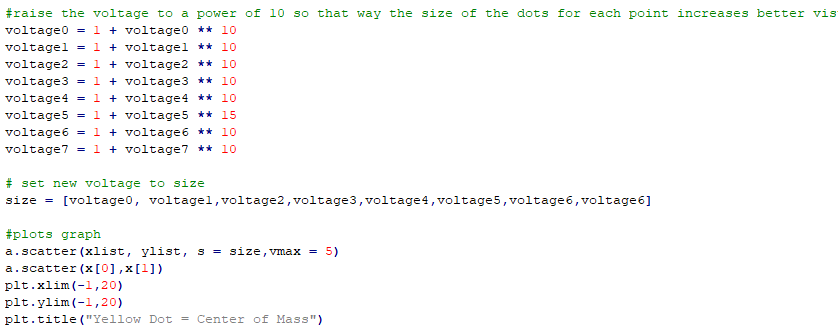 #raise the voltage to a power of 10 so that way the size of the dots for each point increases better vis
voltage0 = 1 + voltage0 ** 10
voltage1 = 1 + voltage1 ** 10
voltage2 = 1 + voltage2 ** 10
voltage3 = 1 + voltage3 ** 10
voltage4 = 1 + voltage4 ** 10
voltage5 = 1 + voltage5 ** 15
voltage6 = 1 + voltage6 ** 10
voltage7 = 1 + voltage7 ** 10
# set new voltage to size
size = [voltage0, voltage1,voltage2,voltage3,voltage4,voltage5,voltage6,voltage6]
#plots graph
a.scatter(xlist, ylist, s = size,vmax = 5)
a.scatter(x[0],x[1])
plt.xlim(-1,20)
plt.ylim(-1,20)
plt.title("Yellow Dot = Center of Mass")